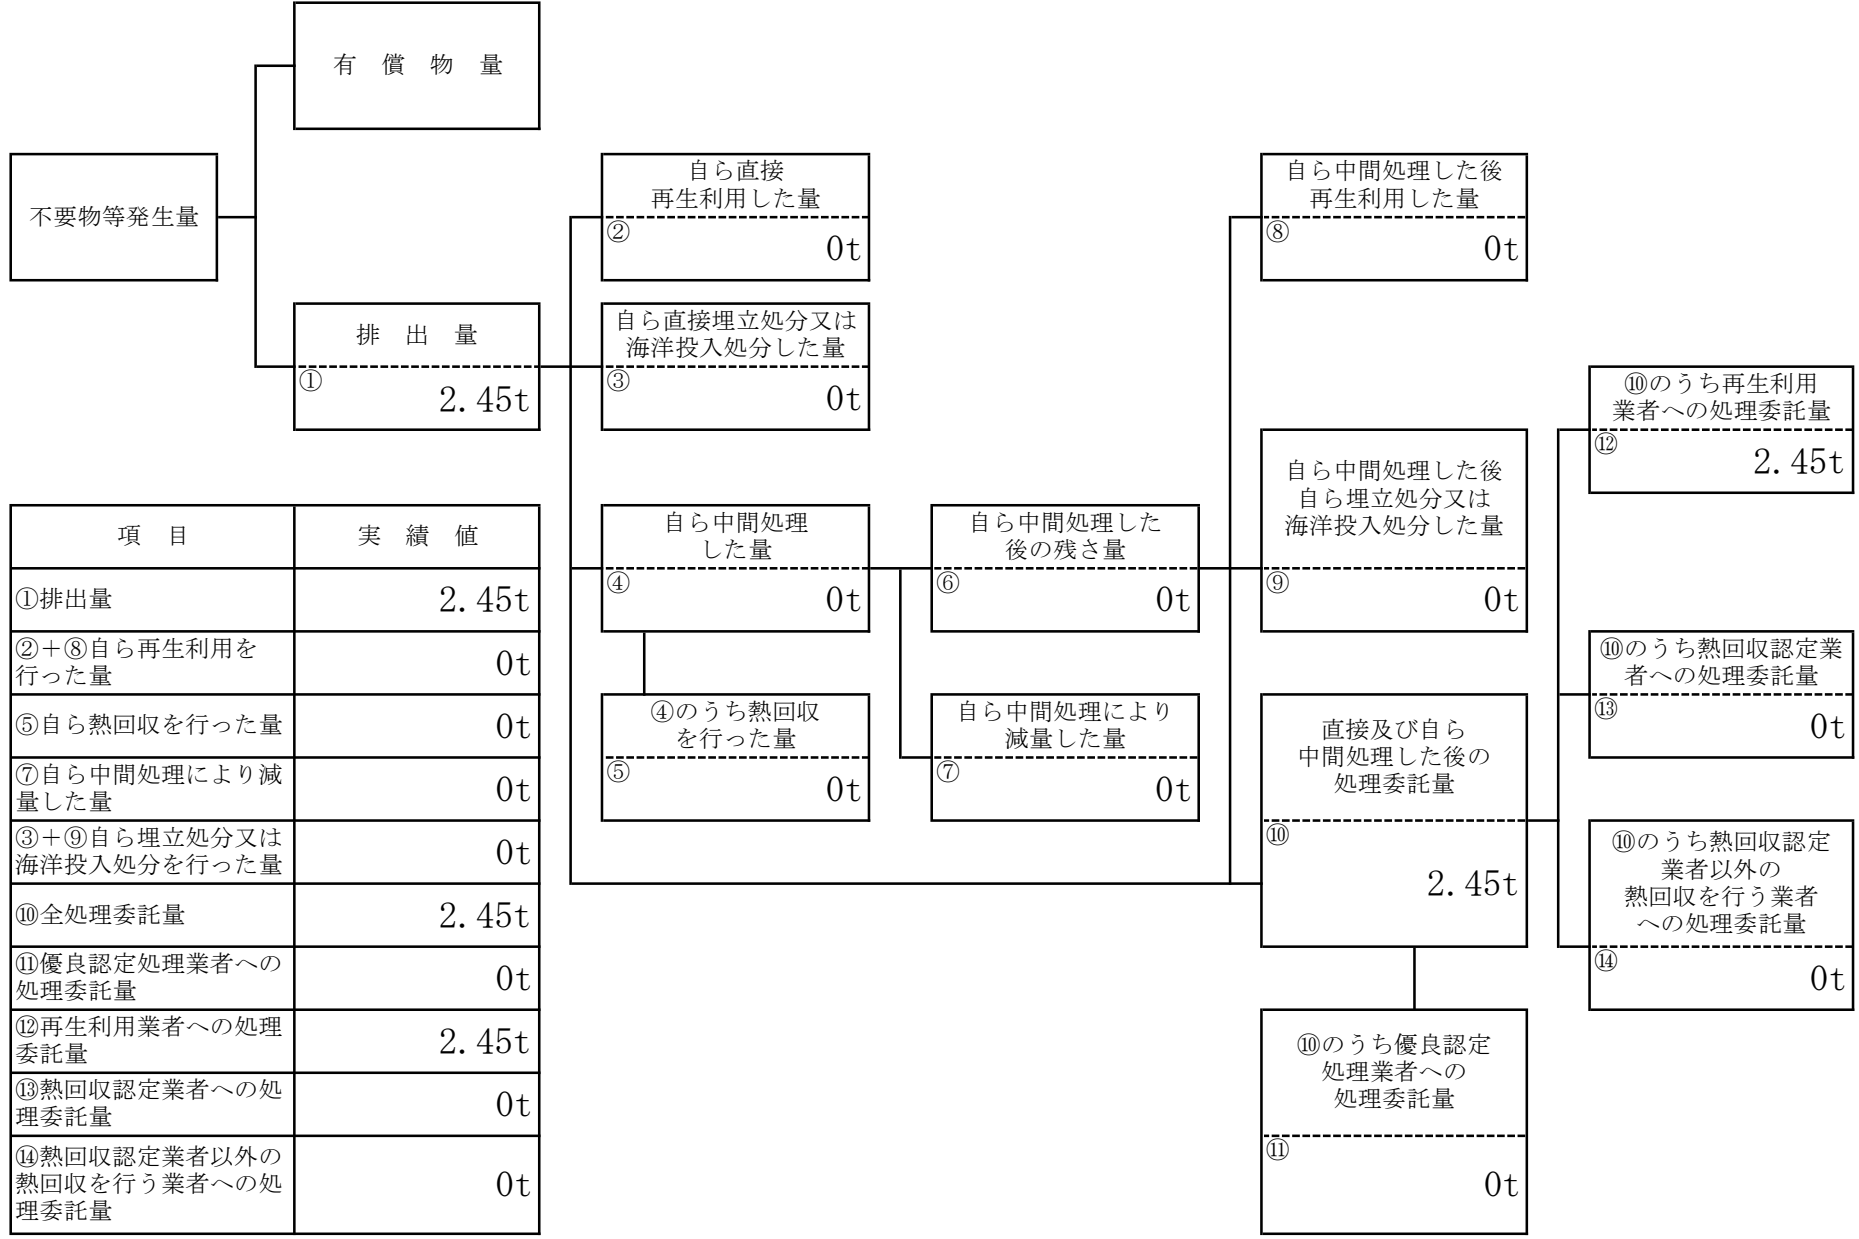 有 償 物 量
不要物等発生量
排 出 量
①
2.45t
自ら直接
再生利用した量
②
0t
自ら直接埋立処分又は
海洋投入処分した量
③
0t
自ら中間処理
した量
④
0t
④のうち熱回収
を行った量
⑤
0t
自ら中間処理した
後の残さ量
⑥
0t
自ら中間処理により
減量した量
⑦
0t
自ら中間処理した後
再生利用した量
⑧
0t
自ら中間処理した後
自ら埋立処分又は
海洋投入処分した量
⑨
0t
直接及び自ら
中間処理した後の
処理委託量
⑩
2.45t
⑩のうち優良認定
処理業者への
処理委託量
⑪
0t
⑩のうち再生利用
業者への処理委託量
⑫
2.45t
⑩のうち熱回収認定業
者への処理委託量
⑬
0t
⑩のうち熱回収認定
業者以外の
熱回収を行う業者
への処理委託量
⑭
0t
項 目 実 績 値
①排出量 2.45t
②＋⑧自ら再生利用を
行った量 0t
⑤自ら熱回収を行った量 0t
⑦自ら中間処理により減
量した量 0t
③＋⑨自ら埋立処分又は
海洋投入処分を行った量 0t
⑩全処理委託量 2.45t
⑪優良認定処理業者への
処理委託量 0t
⑫再生利用業者への処理
委託量 2.45t
⑬熱回収認定業者への処
理委託量 0t
⑭熱回収認定業者以外の
熱回収を行う業者への処
理委託量 0t